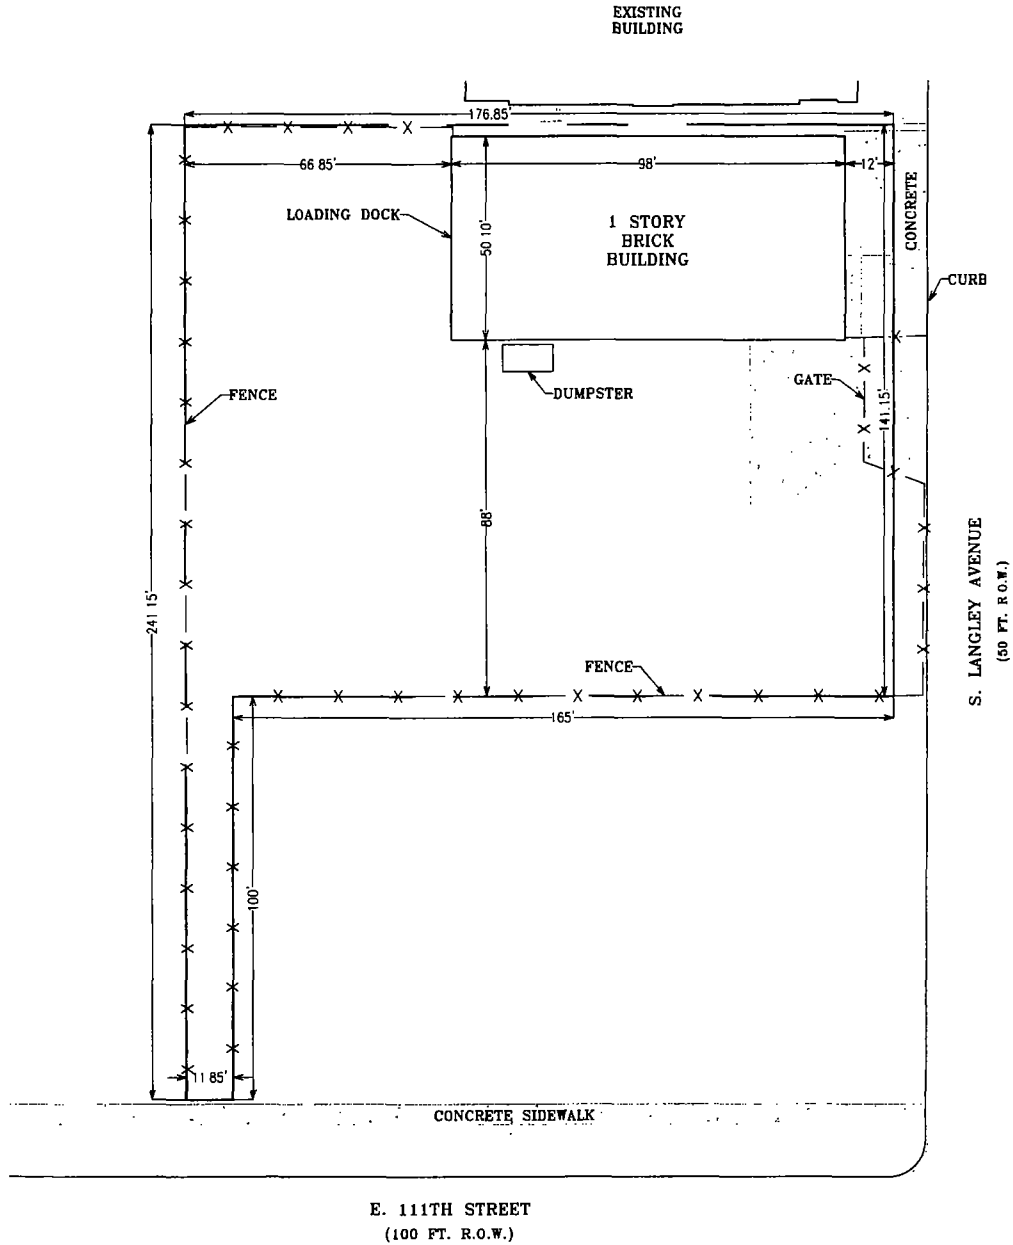 EXISTING
BUILDING
176.85'
66 85'
98'
12'
LOADING DOCK
50 10'
1 STORY
BRICK
BUILDING
CONCRETE
CURB
FENCE
DUMPSTER
GATE
141.15'
88'
241 15'
S. LANGLEY AVENUE
(50 FT. R.O.W.)
FENCE
165'
100'
11 85'
CONCRETE SIDEWALK
E. 111TH STREET
(100 FT. R.O.W.)